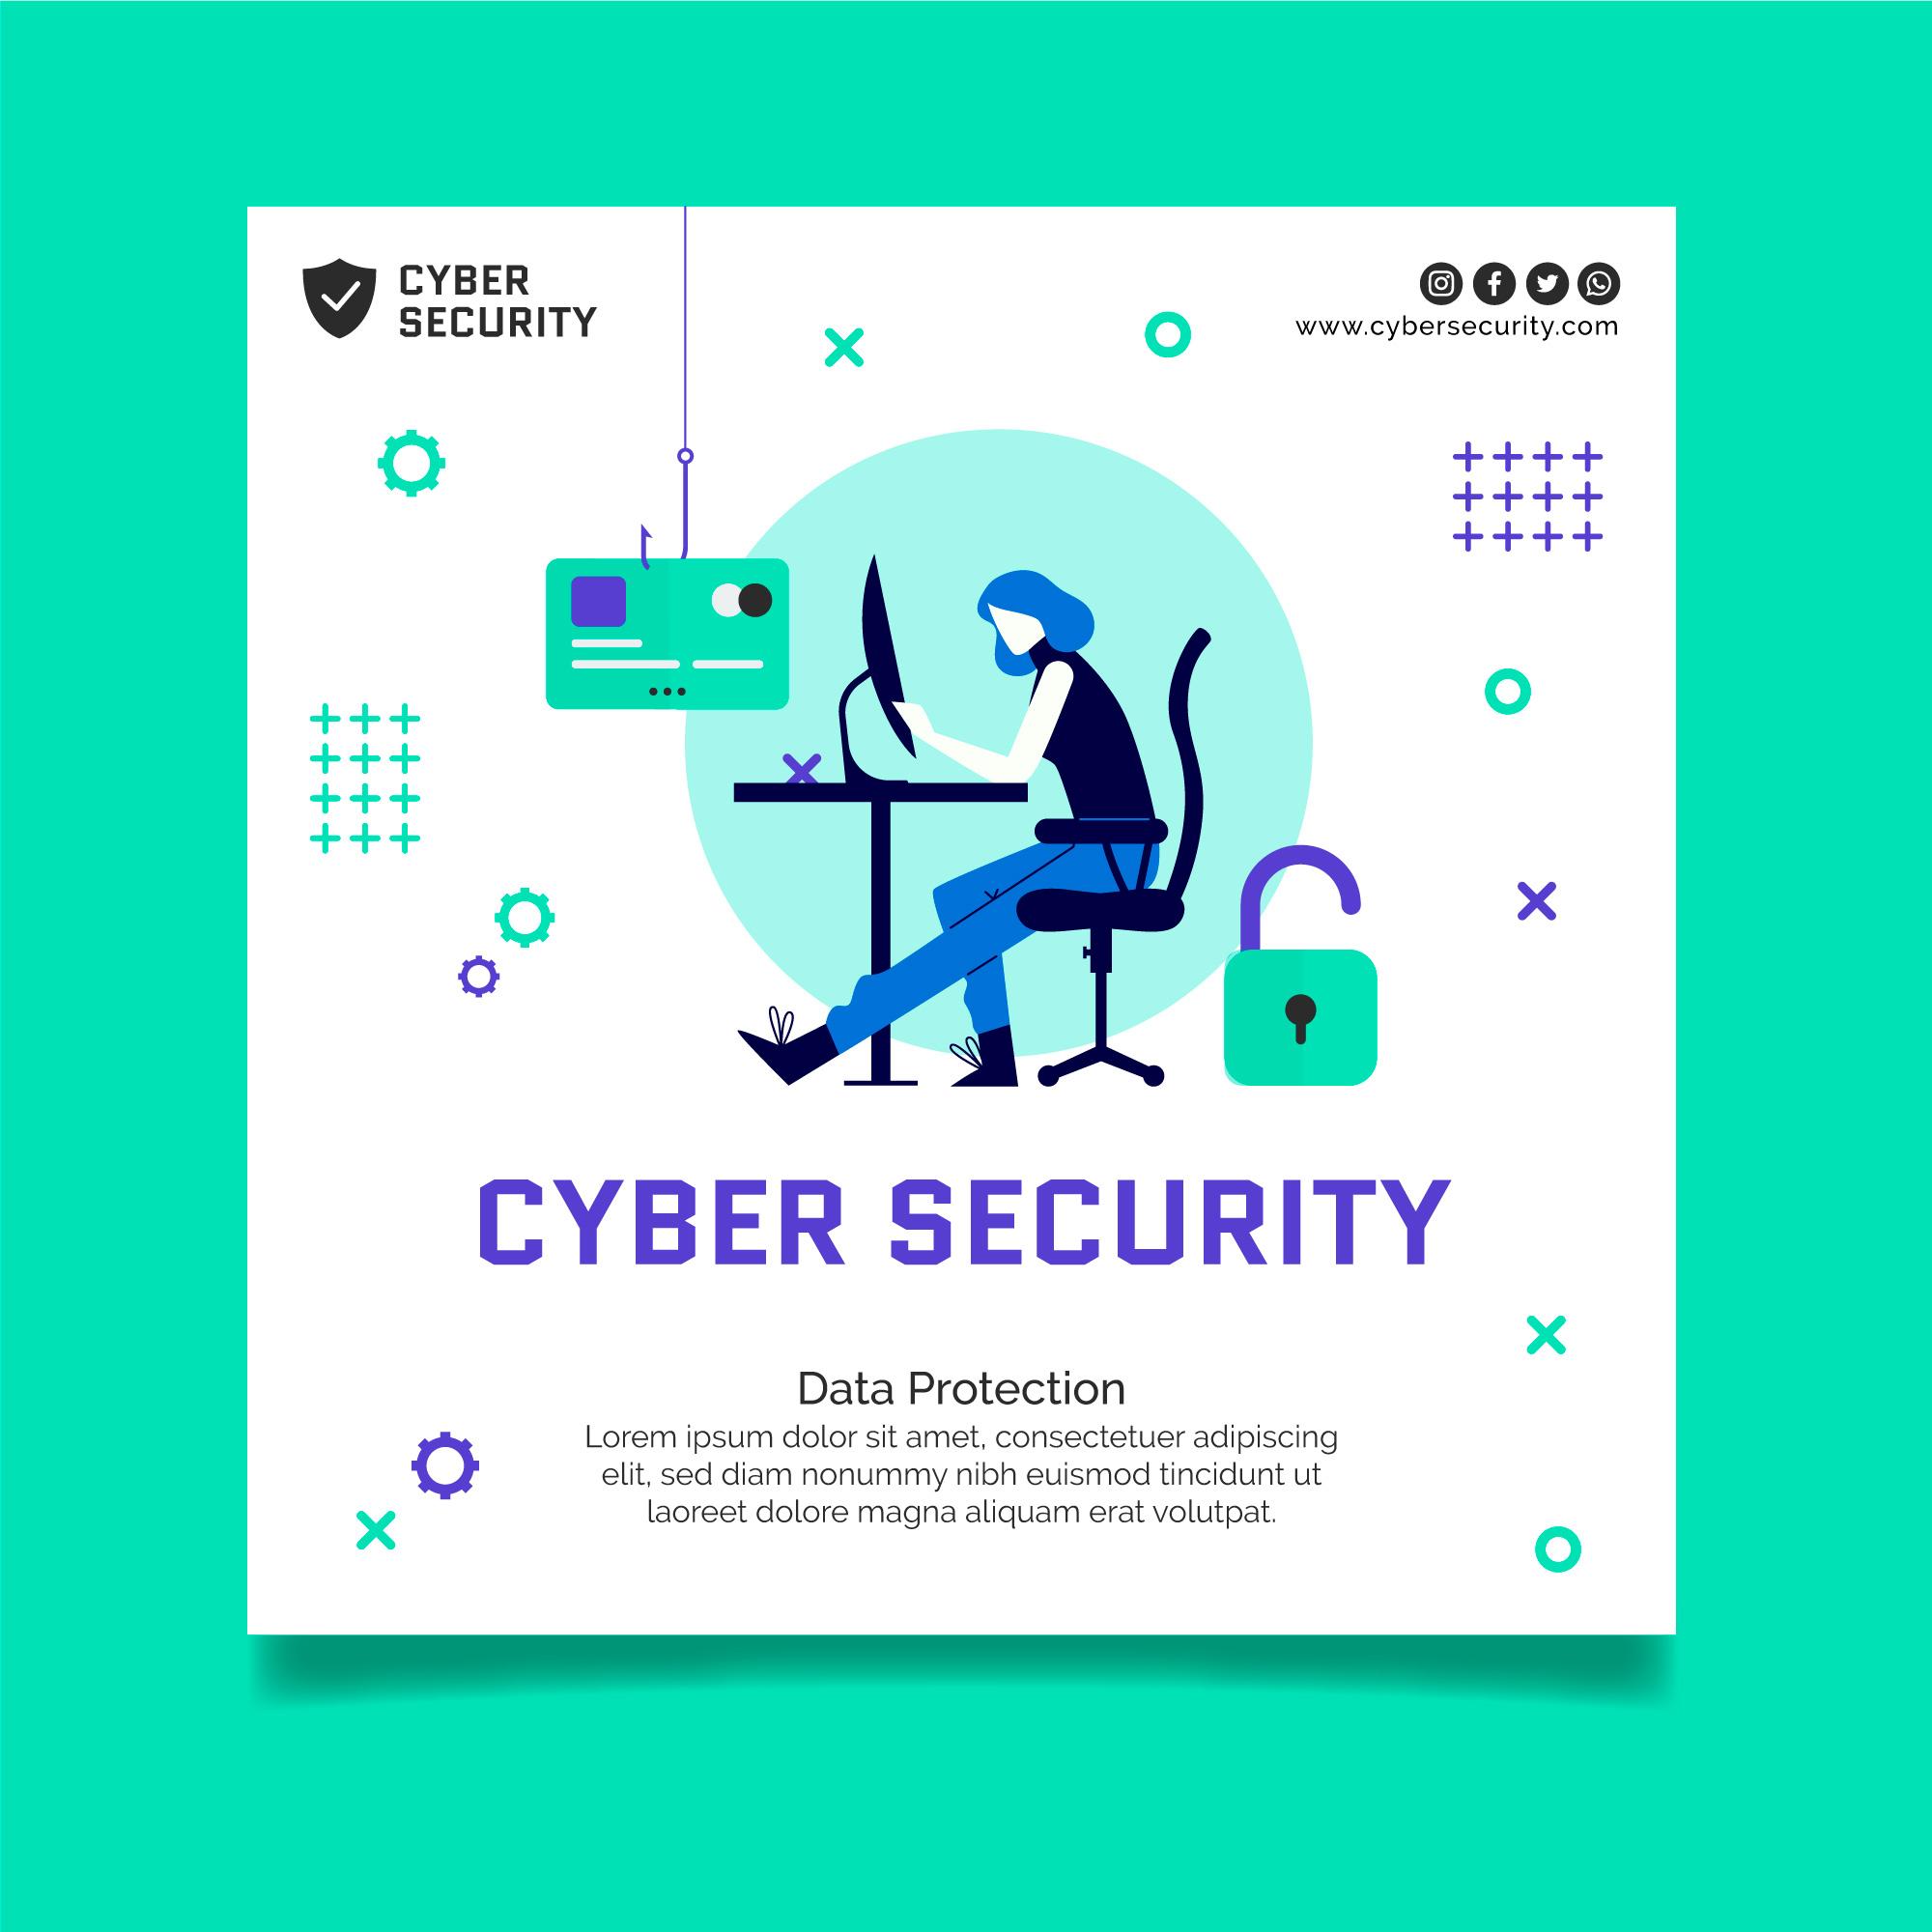 CYBER
SECURITY
www.cybersecurity.com
CYBER SECURITY
Data Protection
Lorem ipsum dolor sit amet, consectetuer adipiscing
elit, sed diam nonummy nibh euismod tincidunt ut
laoreet dolore magna aliquam erat volutpat.